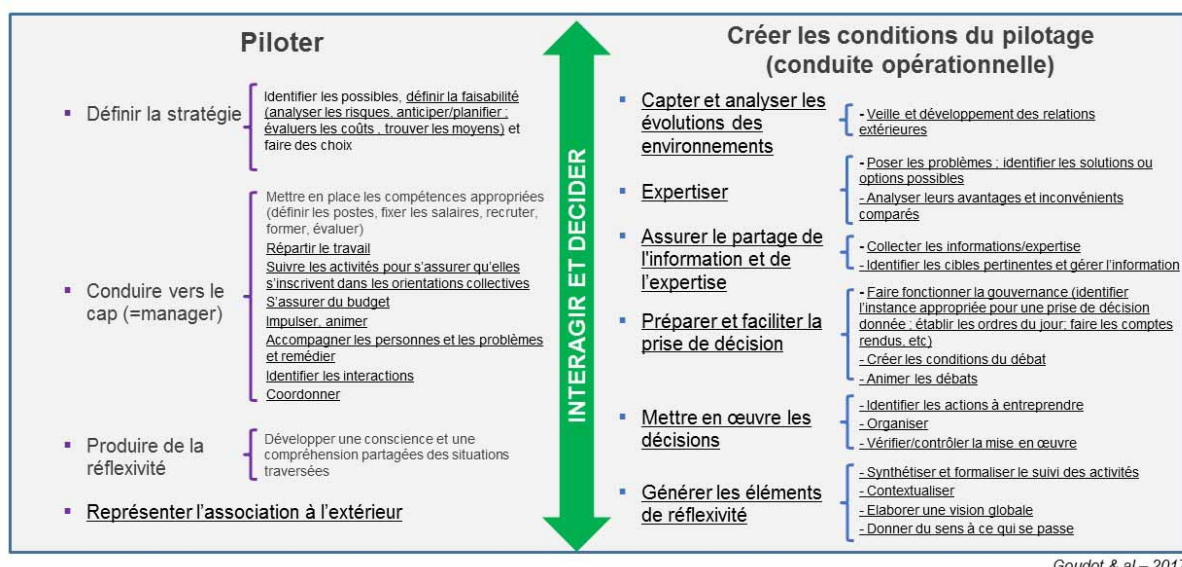 Piloter
▪ Définir la stratégie
Identifier les possibles, définir la faisabilité
(analyser les risques, anticiper/planifier ;
évaluers les coûts , trouver les moyens) et
faire des choix
▪ Conduire vers le
cap (=manager)
Mettre en place les compétences appropriées
(définir les postes, fixer les salaires, recruter,
former, évaluer)
Répartir le travail
Suivre les activités pour s’assurer qu’elles
s’inscrivent dans les orientations collectives
S’assurer du budget
Impulser, animer
Accompagner les personnes et les problèmes
et remédier
Identifier les interactions
Coordonner
▪ Produire de la
réflexivité
Développer une conscience et une
compréhension partagées des situations
traversées
▪ Représenter l’association à l’extérieur
INTERAGIR ET DECIDER
Créer les conditions du pilotage
(conduite opérationnelle)
▪ Capter et analyser les
évolutions des
environnements
- Veille et développement des relations
extérieures
▪ Expertiser
- Poser les problèmes ; identifier les solutions ou
options possibles
- Analyser leurs avantages et inconvénients
comparés
▪ Assurer le partage de
l'information et de
l’expertise
- Collecter les informations/expertise
- Identifier les cibles pertinentes et gérer l’information
▪ Préparer et faciliter la
prise de décision
- Faire fonctionner la gouvernance (identifier
l’instance appropriée pour une prise de décision
donnée ; établir les ordres du jour; faire les comptes
rendus, etc)
- Créer les conditions du débat
- Animer les débats
▪ Mettre en œuvre les
décisions
- Identifier les actions à entreprendre
- Organiser
- Vérifier/contrôler la mise en œuvre
▪ Générer les éléments
de réflexivité
- Synthétiser et formaliser le suivi des activités
- Contextualiser
- Elaborer une vision globale
- Donner du sens à ce qui se passe
Goudot & al – 2017